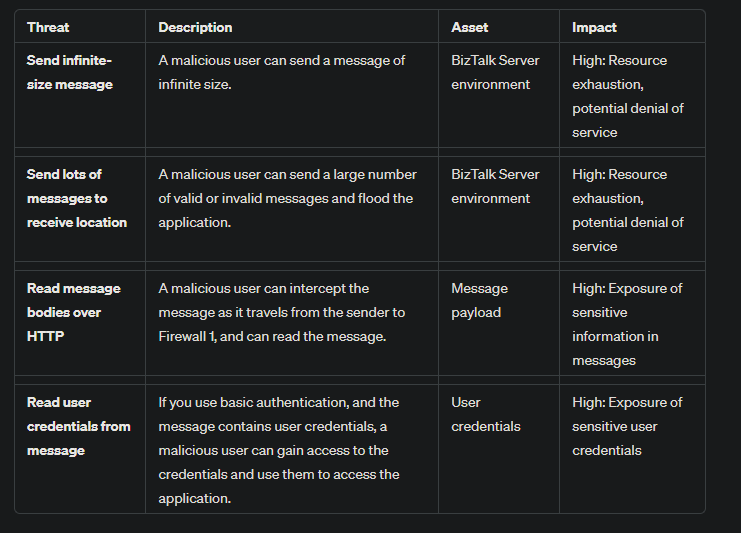 Threat Description Asset Impact
Send infinite-
size message
A malicious user can send a message of
infinite size.
BizTalk Server
environment
High: Resource
exhaustion,
potential denial of
service
Send lots of
messages to
receive location
A malicious user can send a large number
of valid or invalid messages and flood the
application.
BizTalk Server
environment
High: Resource
exhaustion,
potential denial of
service
Read message
bodies over
HTTP
A malicious user can intercept the
message as it travels from the sender to
Firewall 1, and can read the message.
Message
payload
High: Exposure of
sensitive
information in
messages
Read user
credentials from
message
If you use basic authentication, and the
message contains user credentials, a
malicious user can gain access to the
credentials and use them to access the
application.
User
credentials
High: Exposure of
sensitive user
credentials